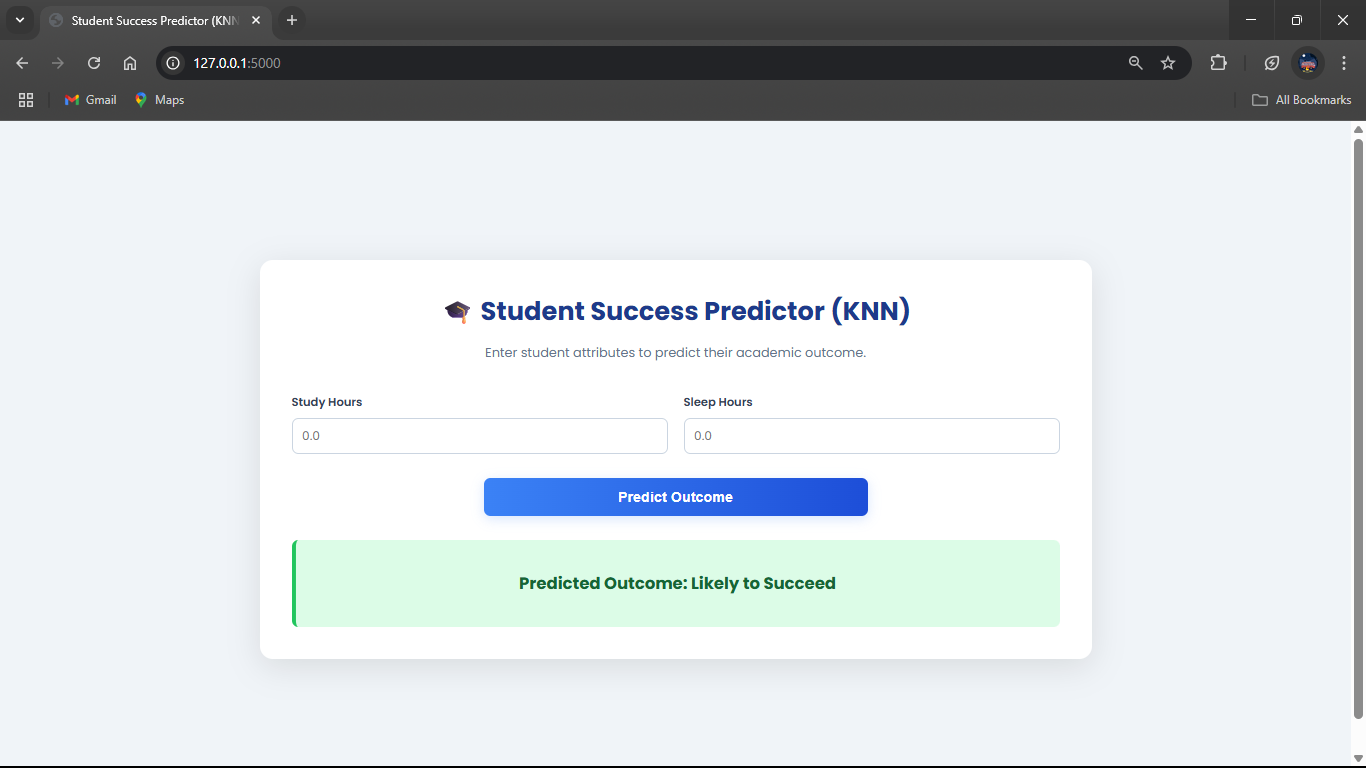 Student Success Predictor (KNN
127.0.0.1:5000
Gmail Maps All Bookmarks
🎓 Student Success Predictor (KNN)
Enter student attributes to predict their academic outcome.
Study Hours Sleep Hours
0.0 0.0
Predict Outcome
Predicted Outcome: Likely to Succeed